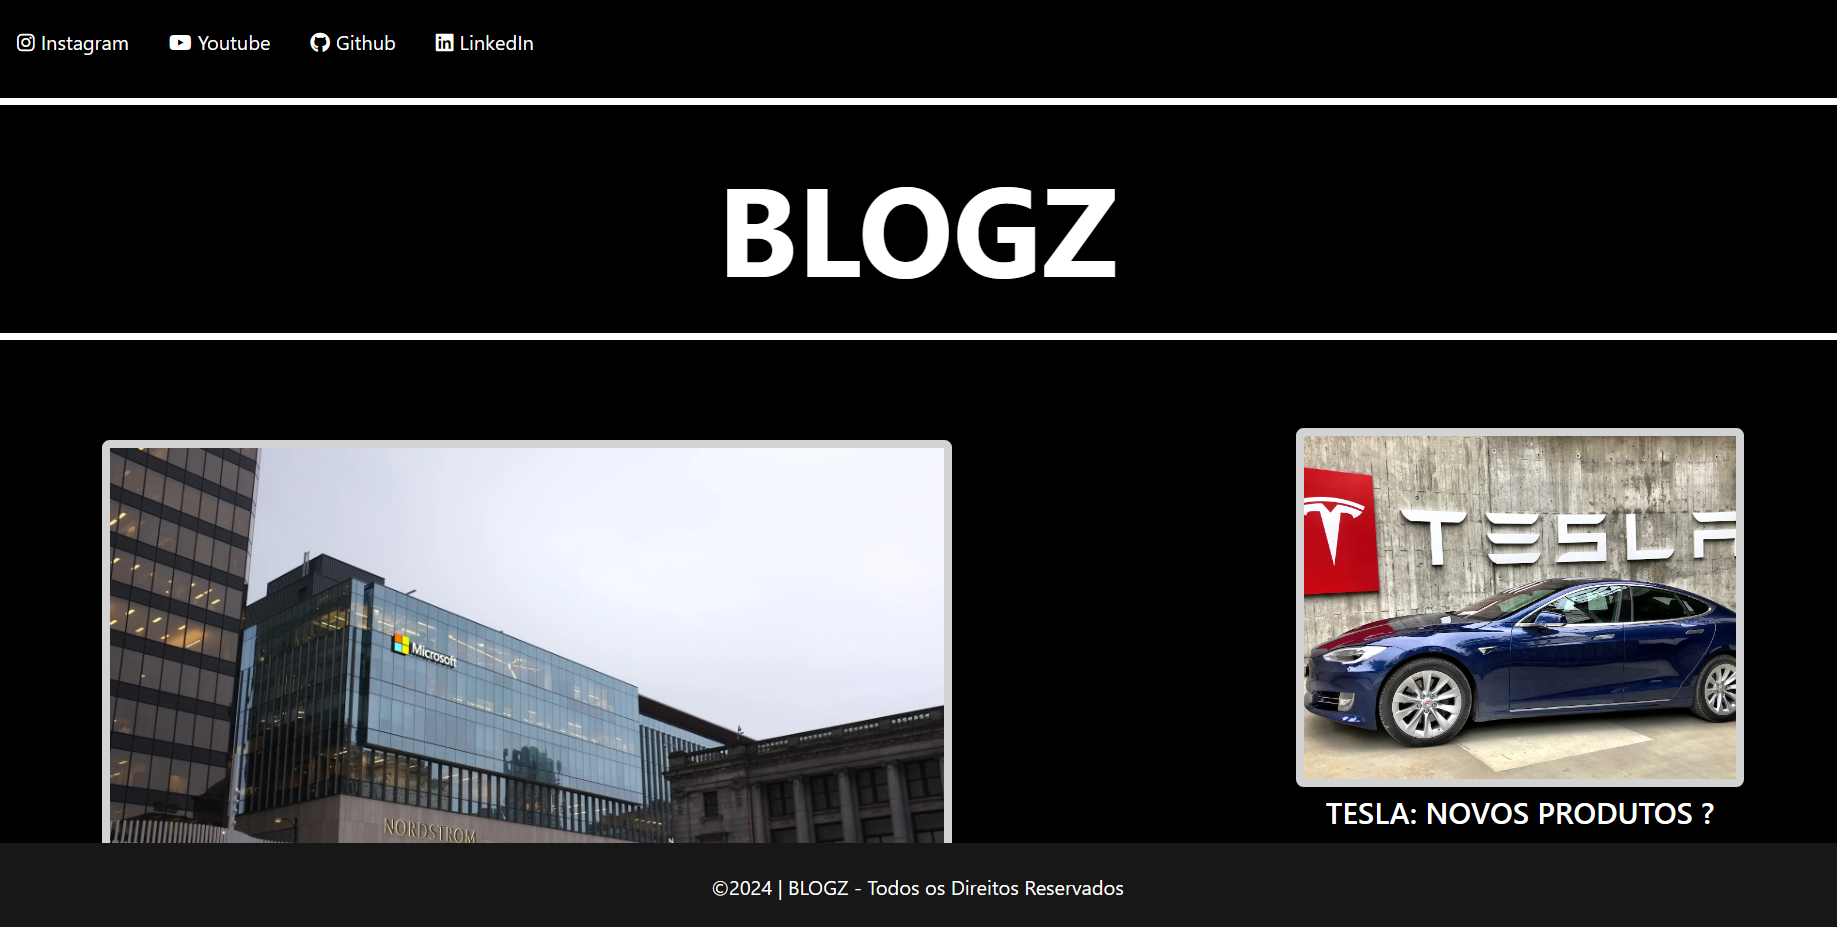 Instagram Youtube Github LinkedIn
BLOGZ
Microsoft
NORDSTROM
TESLA
TESLA: NOVOS PRODUTOS ?
©2024 | BLOGZ - Todos os Direitos Reservados